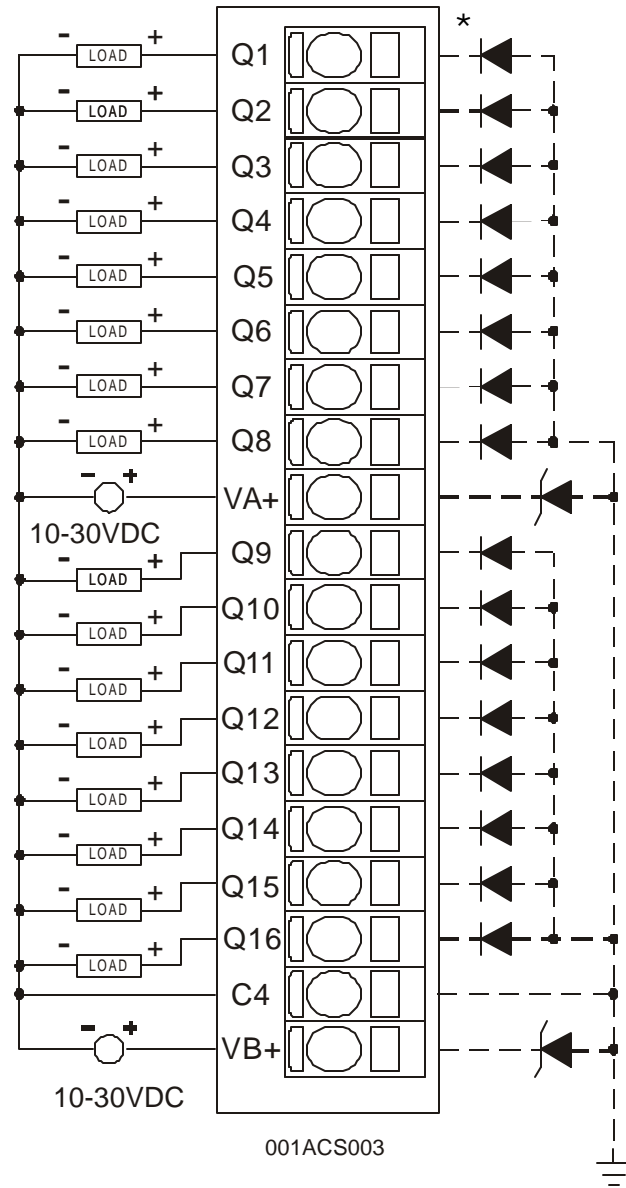 *
- LOAD + Q1
- LOAD + Q2
- LOAD + Q3
- LOAD + Q4
- LOAD + Q5
- LOAD + Q6
- LOAD + Q7
- LOAD + Q8
- + VA+
10-30VDC
- LOAD + Q9
- LOAD + Q10
- LOAD + Q11
- LOAD + Q12
- LOAD + Q13
- LOAD + Q14
- LOAD + Q15
- LOAD + Q16
C4
- + VB+
10-30VDC
001ACS003